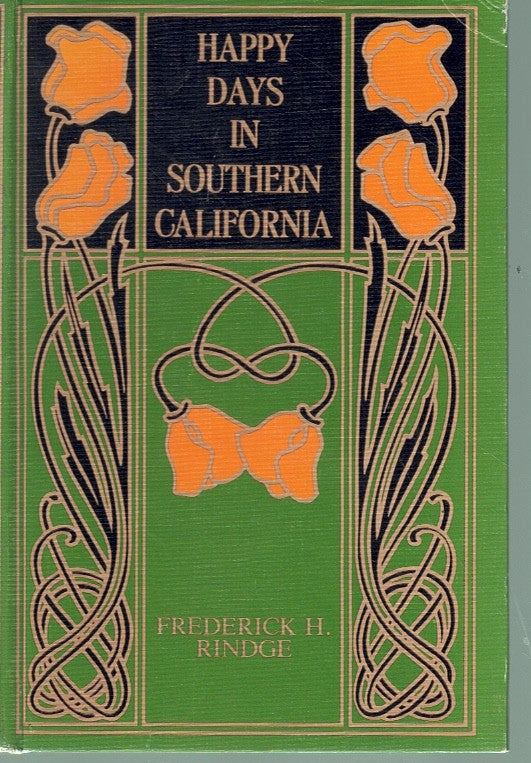 HAPPY
DAYS
IN
SOUTHERN
CALIFORNIA
FREDERICK H.
RINDGE